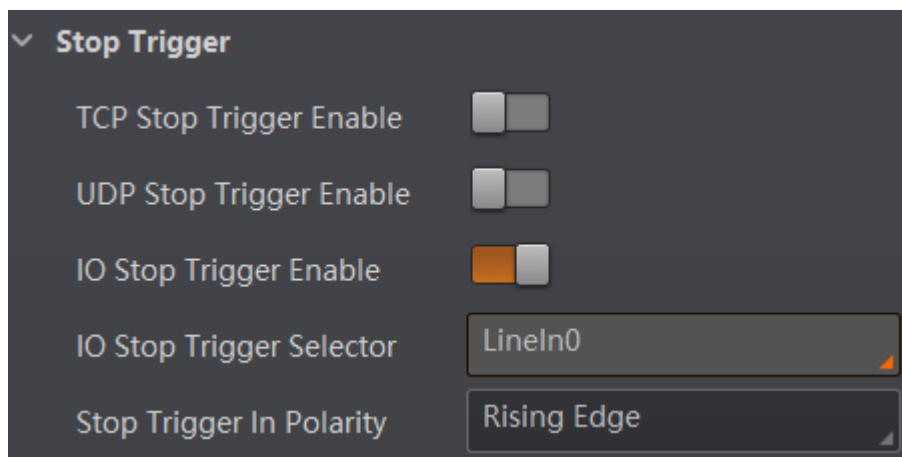 Stop Trigger
TCP Stop Trigger Enable
UDP Stop Trigger Enable
IO Stop Trigger Enable
IO Stop Trigger Selector LineIn0
Stop Trigger In Polarity Rising Edge